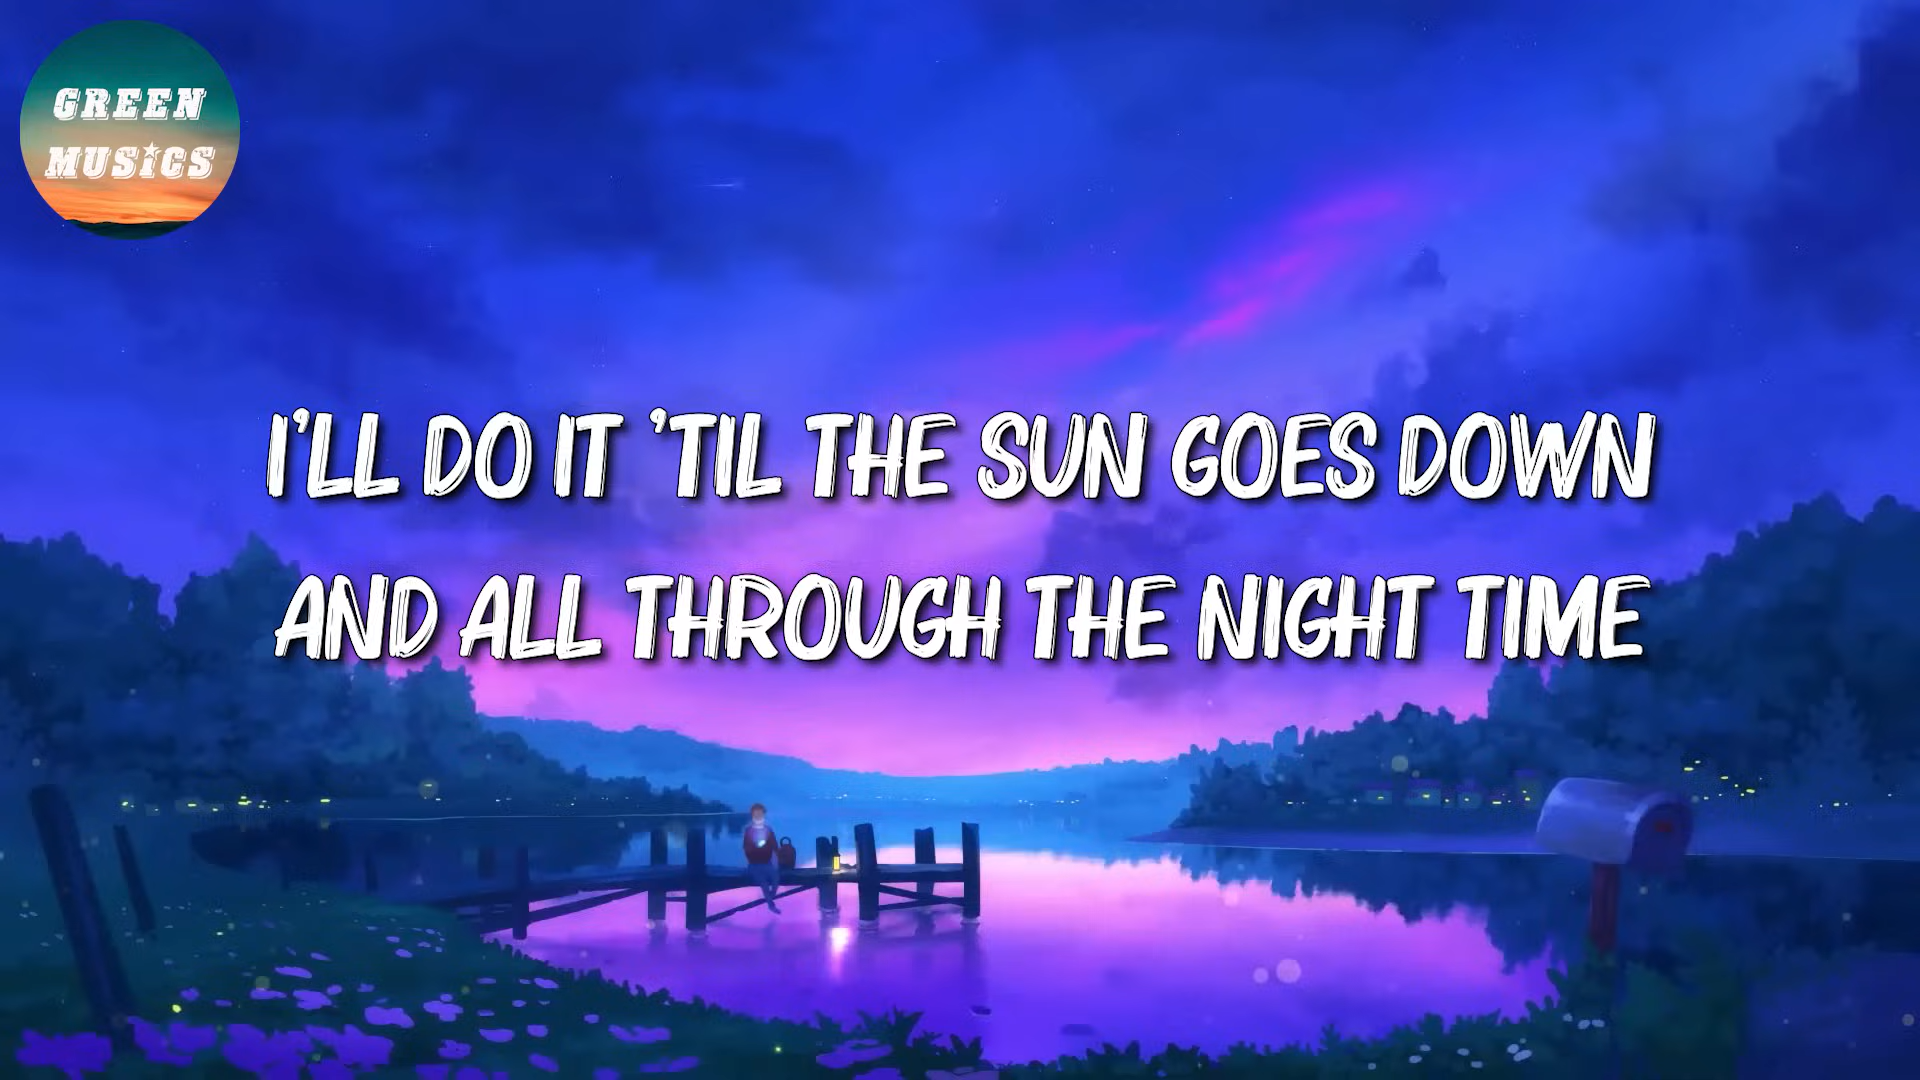 GREEN
MUSICS
I'LL DO IT 'TIL THE SUN GOES DOWN
AND ALL THROUGH THE NIGHT TIME